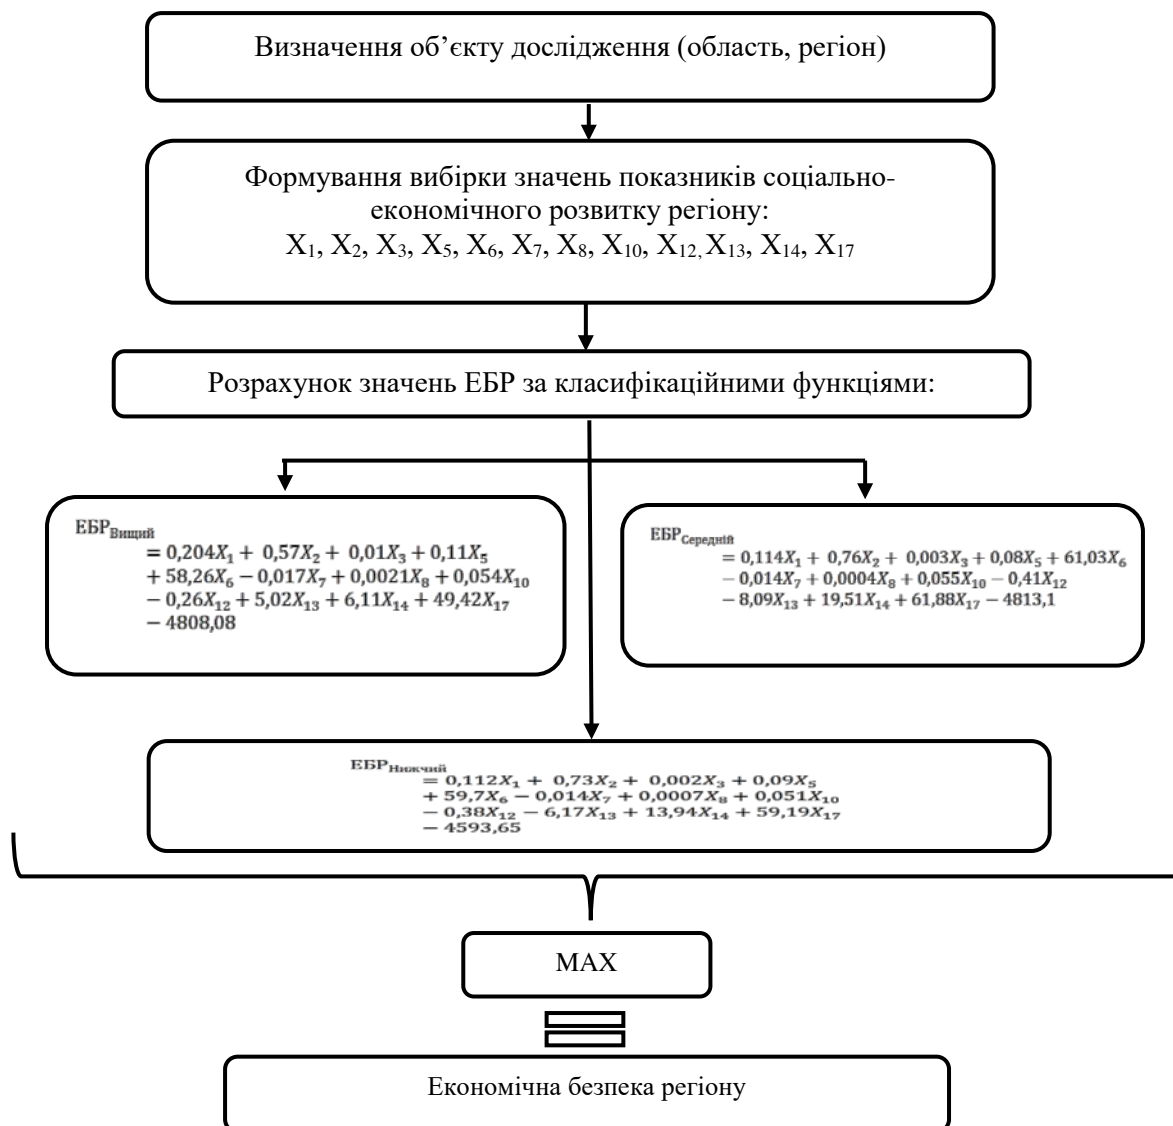 Визначення об’єкту дослідження (область, регіон)
Формування вибірки значень показників соціально-
економічного розвитку регіону:
X₁, X₂, X₃, X₅, X₆, X₇, X₈, X₁₀, X₁₂, X₁₃, X₁₄, X₁₇
Розрахунок значень ЕБР за класифікаційними функціями:
ЕБР_Вищий
= 0,204X₁ + 0,57X₂ + 0,01X₃ + 0,11X₅
+ 58,26X₆ − 0,017X₇ + 0,0021X₈ + 0,054X₁₀
− 0,26X₁₂ + 5,02X₁₃ + 6,11X₁₄ + 49,42X₁₇
− 4808,08
ЕБР_Середній
= 0,114X₁ + 0,76X₂ + 0,003X₃ + 0,08X₅ + 61,03X₆
− 0,014X₇ + 0,0004X₈ + 0,055X₁₀ − 0,41X₁₂
− 8,09X₁₃ + 19,51X₁₄ + 61,88X₁₇ − 4813,1
ЕБР_Нижчий
= 0,112X₁ + 0,73X₂ + 0,002X₃ + 0,09X₅
+ 59,7X₆ − 0,014X₇ + 0,0007X₈ + 0,051X₁₀
− 0,38X₁₂ − 6,17X₁₃ + 13,94X₁₄ + 59,19X₁₇
− 4593,65
МАХ
Економічна безпека регіону